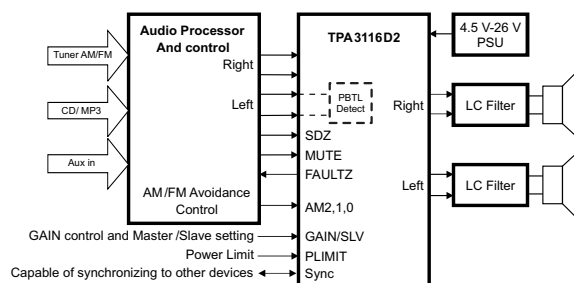 Audio Processor
And control
TPA3116D2
4.5 V-26 V
PSU
Tuner AM/FM
Right
CD/ MP3
Left
PBTL
Detect
Right
LC Filter
SDZ
MUTE
Aux in
FAULTZ
Left
LC Filter
AM/FM Avoidance
Control
AM2,1,0
GAIN control and Master /Slave setting
GAIN/SLV
Power Limit
PLIMIT
Capable of synchronizing to other devices
Sync